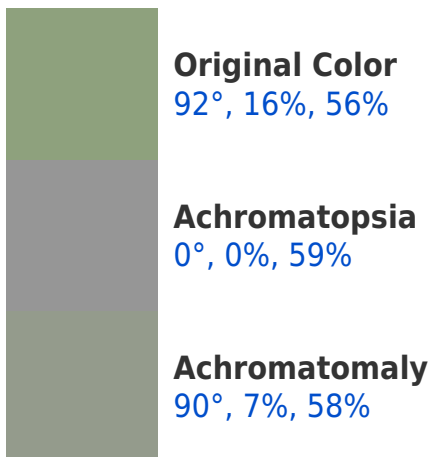 Original Color
92°, 16%, 56%
Achromatopsia
0°, 0%, 59%
Achromatomaly
90°, 7%, 58%